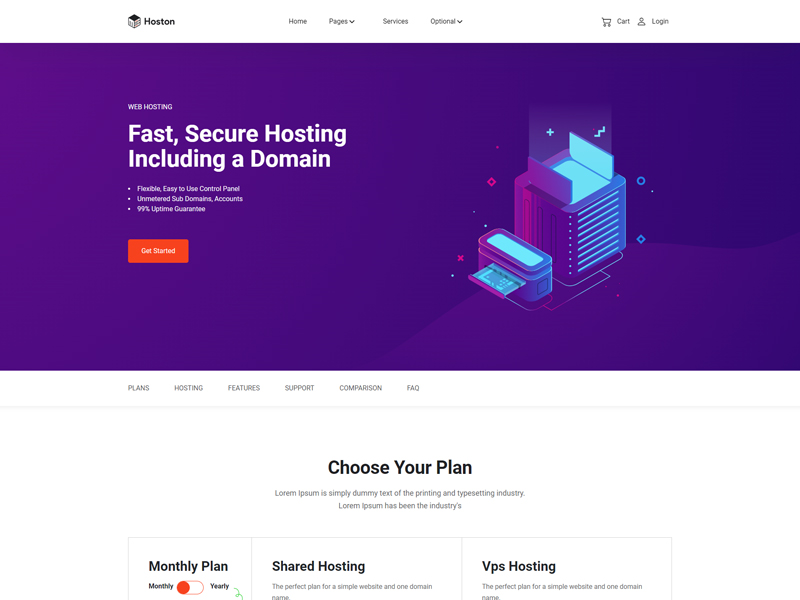 Hoston
Home
Pages
Services
Optional
Cart
Login
WEB HOSTING
Fast, Secure Hosting
Including a Domain
Flexible, Easy to Use Control Panel
Unmetered Sub Domains, Accounts
99% Uptime Guarantee
Get Started
PLANS
HOSTING
FEATURES
SUPPORT
COMPARISON
FAQ
Choose Your Plan
Lorem Ipsum is simply dummy text of the printing and typesetting industry.
Lorem Ipsum has been the industry's
Monthly Plan
Monthly
Yearly
Shared Hosting
The perfect plan for a simple website and one domain
name.
Vps Hosting
The perfect plan for a simple website and one domain
name.